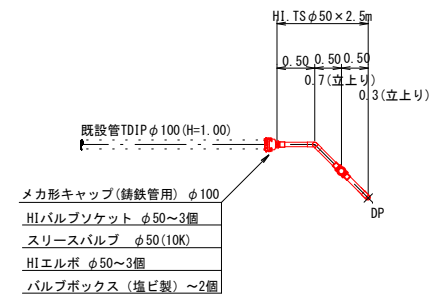 HI.TSφ50×2.5m
0.50 0.50 0.50
0.7(立上り)
0.3(立上り)
既設管TDIPφ100(H=1.00)
DP
メカ形キャップ(鋳鉄管用) φ100
HIバルブソケット φ50～3個
スリースバルブ φ50(10K)
HIエルボ φ50～3個
バルブボックス (塩ビ製) ～2個